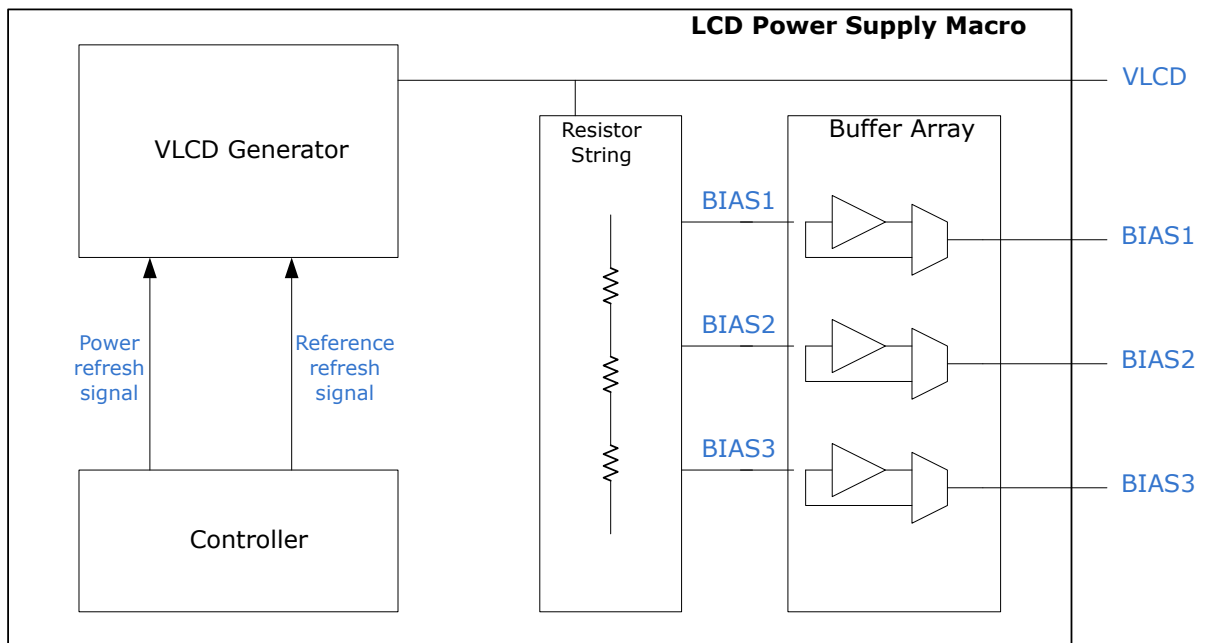 LCD Power Supply Macro
VLCD
VLCD Generator
Resistor
String
Buffer Array
BIAS1
BIAS1
BIAS2
BIAS2
BIAS3
BIAS3
Power
refresh
signal
Reference
refresh
signal
Controller